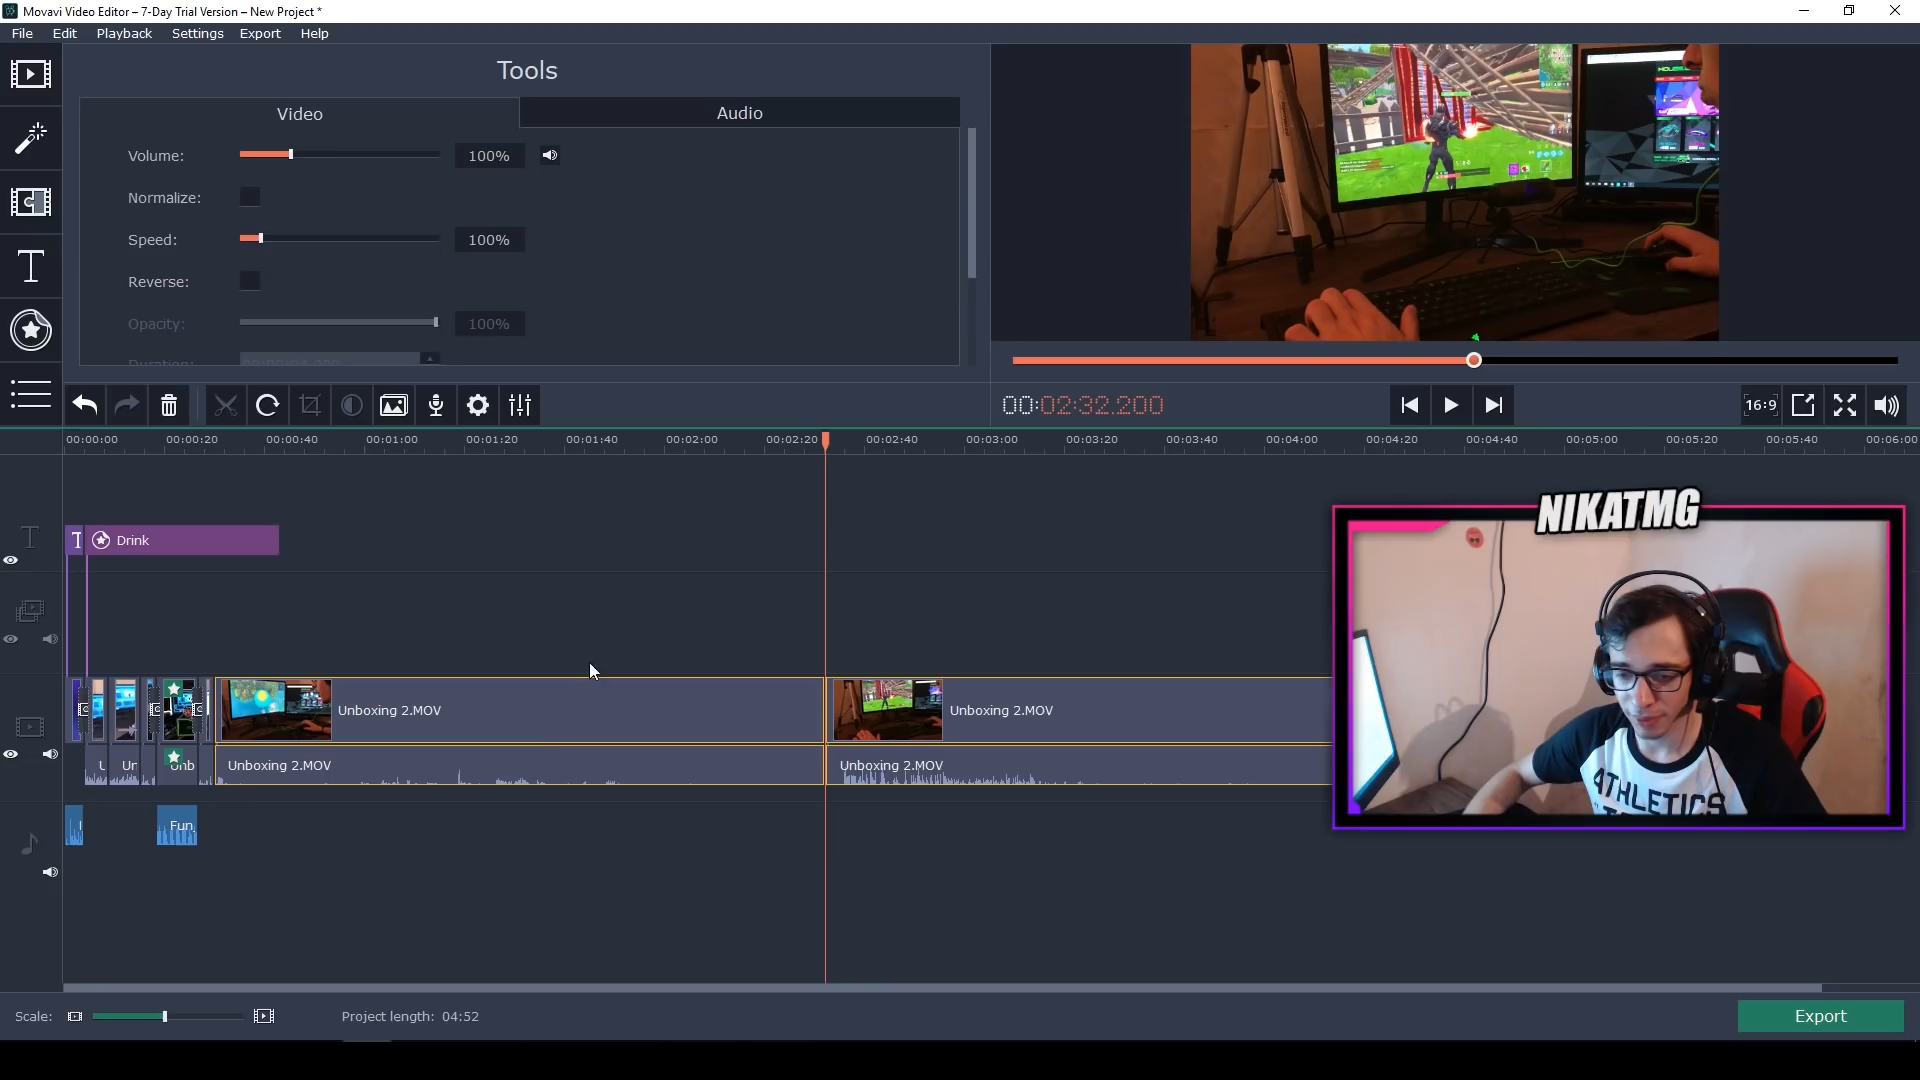 Movavi Video Editor – 7-Day Trial Version – New Project *
File Edit Playback Settings Export Help
Tools
Video Audio
Volume: 100%
Normalize:
Speed: 100%
Reverse:
Opacity: 100%
Duration:
00:02:32.200
16:9
00:00:00 00:00:20 00:00:40 00:01:00 00:01:20 00:01:40 00:02:00 00:02:20 00:02:40 00:03:00 00:03:20 00:03:40 00:04:00 00:04:20 00:04:40 00:05:00 00:05:20 00:05:40 00:06:00
NIKATMG
T Drink
Unboxing 2.MOV Unboxing 2.MOV
Unboxing 2.MOV Unboxing 2.MOV
ATHLETICS
Fun
Scale: Project length: 04:52
Export